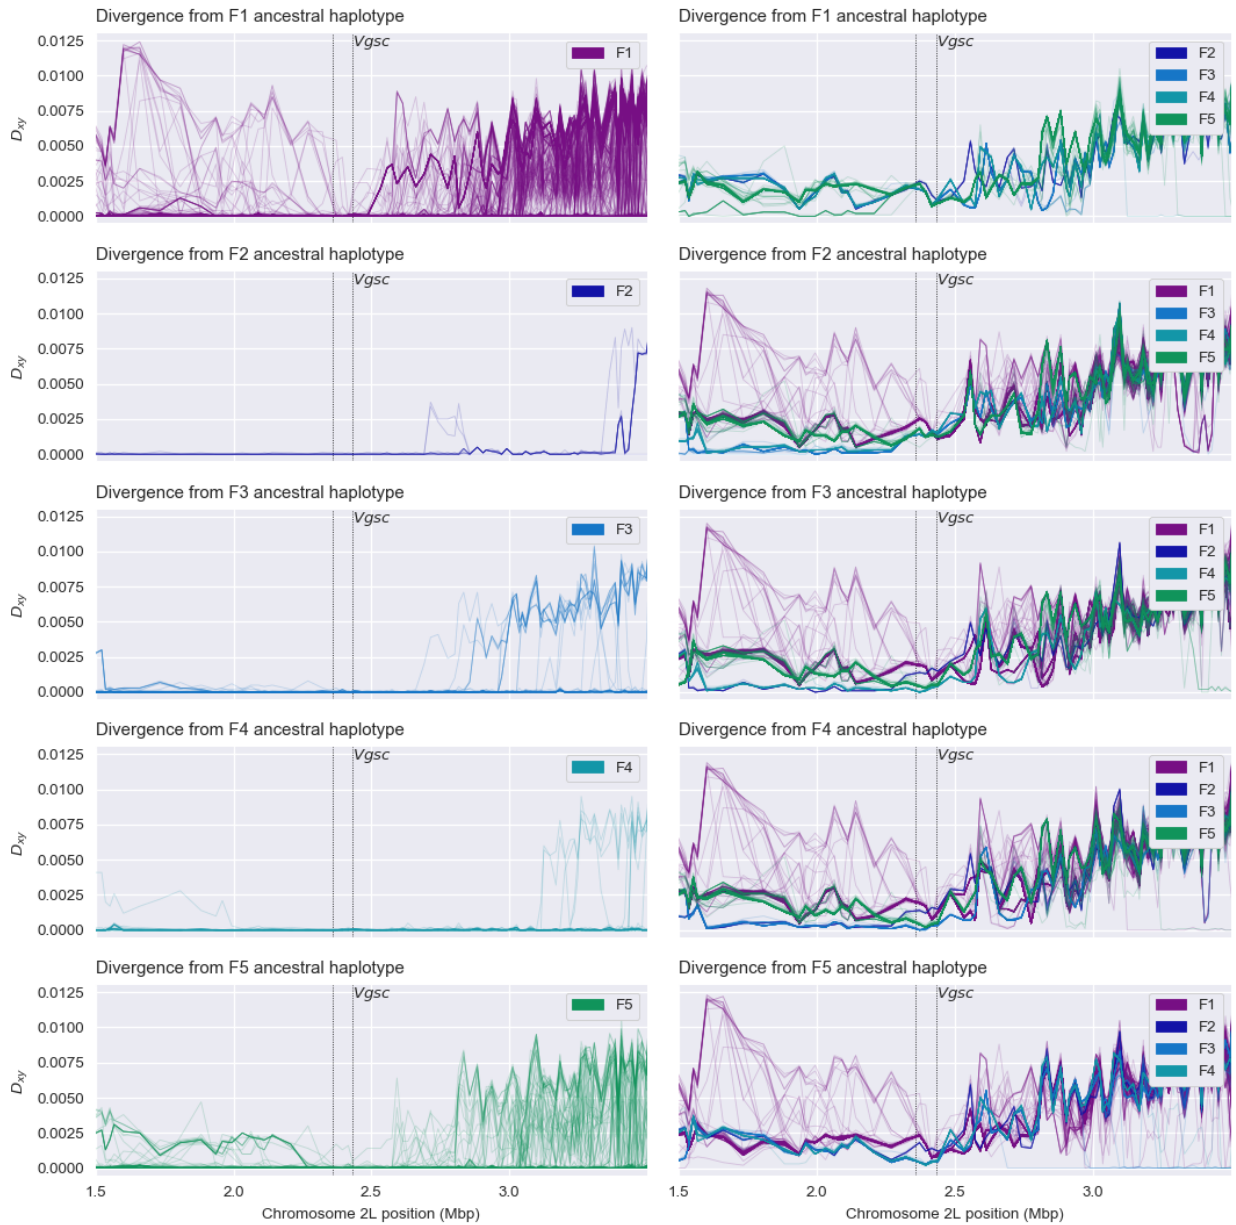 Divergence from F1 ancestral haplotype
Divergence from F1 ancestral haplotype
0.0125
0.0100
0.0075
0.0050
0.0025
0.0000
Dxy
Vgsc
F1
Vgsc
F2
F3
F4
F5
Divergence from F2 ancestral haplotype
Divergence from F2 ancestral haplotype
0.0125
0.0100
0.0075
0.0050
0.0025
0.0000
Dxy
Vgsc
F2
Vgsc
F1
F3
F4
F5
Divergence from F3 ancestral haplotype
Divergence from F3 ancestral haplotype
0.0125
0.0100
0.0075
0.0050
0.0025
0.0000
Dxy
Vgsc
F3
Vgsc
F1
F2
F4
F5
Divergence from F4 ancestral haplotype
Divergence from F4 ancestral haplotype
0.0125
0.0100
0.0075
0.0050
0.0025
0.0000
Dxy
Vgsc
F4
Vgsc
F1
F2
F3
F5
Divergence from F5 ancestral haplotype
Divergence from F5 ancestral haplotype
0.0125
0.0100
0.0075
0.0050
0.0025
0.0000
Dxy
Vgsc
F5
Vgsc
F1
F2
F3
F4
1.5 2.0 2.5 3.0
1.5 2.0 2.5 3.0
Chromosome 2L position (Mbp)
Chromosome 2L position (Mbp)